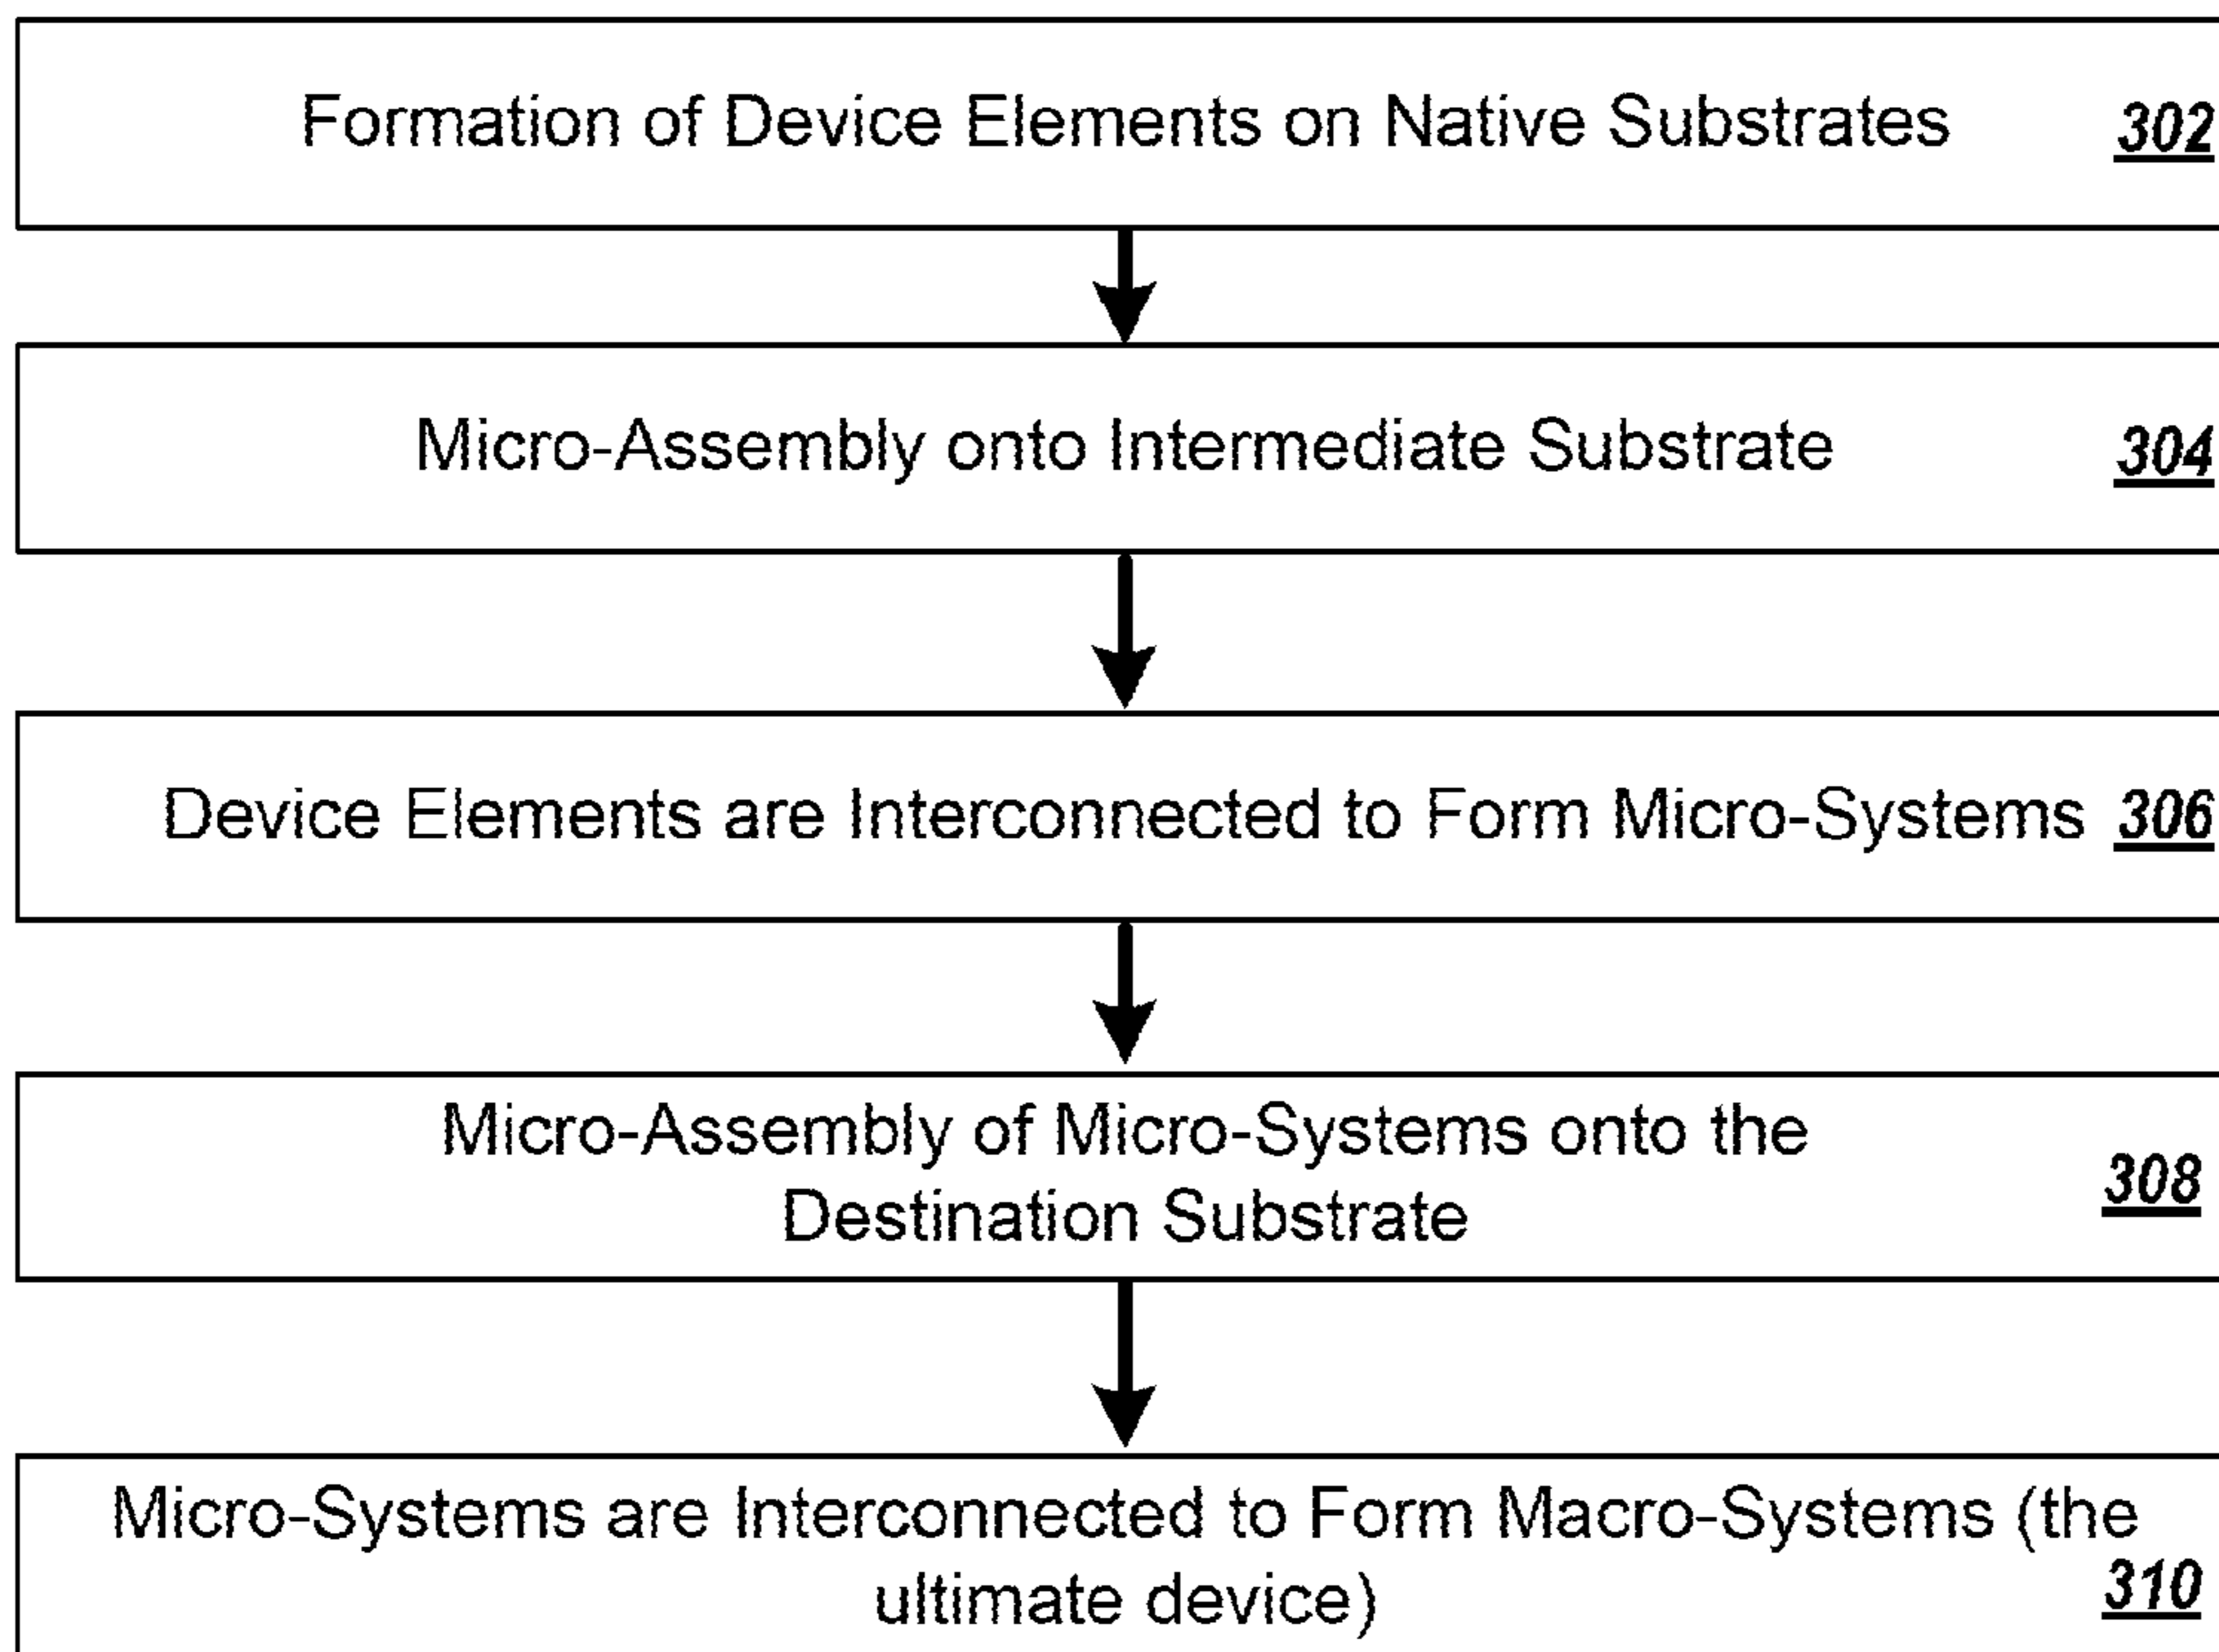 Formation of Device Elements on Native Substrates 302
Micro-Assembly onto Intermediate Substrate 304
Device Elements are Interconnected to Form Micro-Systems 306
Micro-Assembly of Micro-Systems onto the
Destination Substrate 308
Micro-Systems are Interconnected to Form Macro-Systems (the
ultimate device) 310